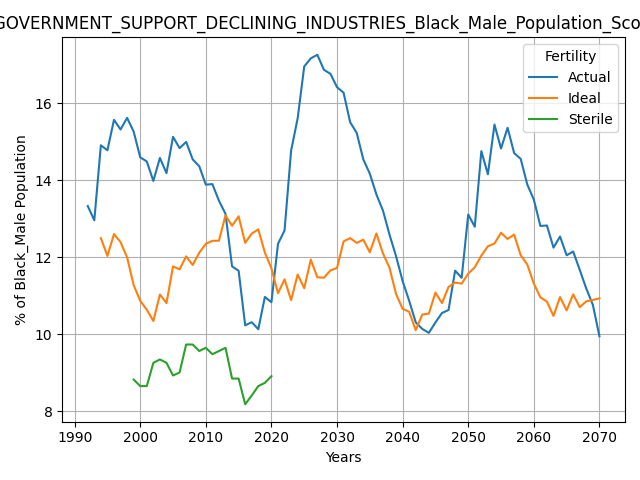 GOVERNMENT_SUPPORT_DECLINING_INDUSTRIES_Black_Male_Population_Sco
Fertility
Actual
Ideal
Sterile
% of Black_Male Population
16
14
12
10
8
1990 2000 2010 2020 2030 2040 2050 2060 2070
Years